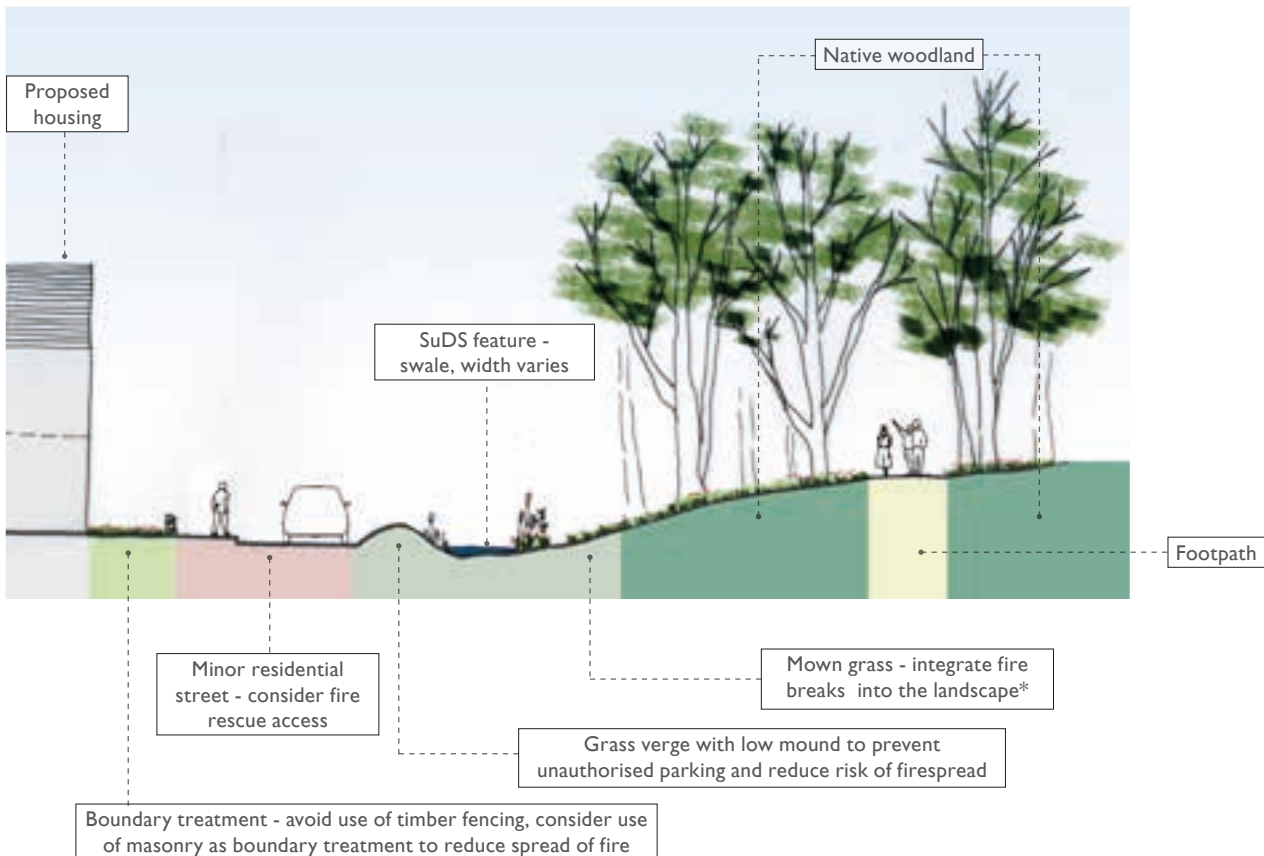 Native woodland
Proposed
housing
SuDS feature -
swale, width varies
Footpath
Minor residential
street - consider fire
rescue access
Mown grass - integrate fire
breaks into the landscape*
Grass verge with low mound to prevent
unauthorised parking and reduce risk of firespread
Boundary treatment - avoid use of timber fencing, consider use
of masonry as boundary treatment to reduce spread of fire